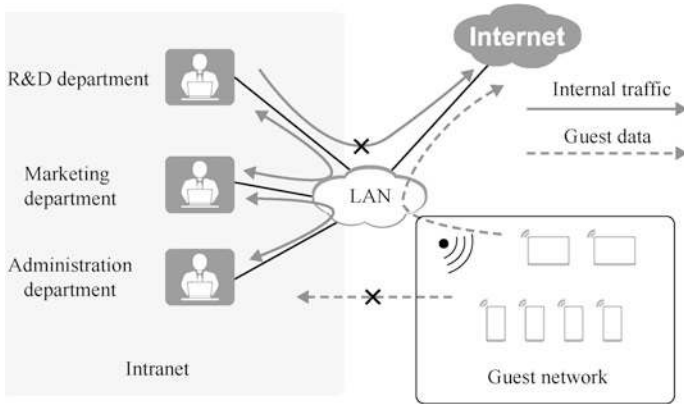 Internet
R&D department
Internal traffic
Guest data
Marketing
department
LAN
Administration
department
Intranet
Guest network